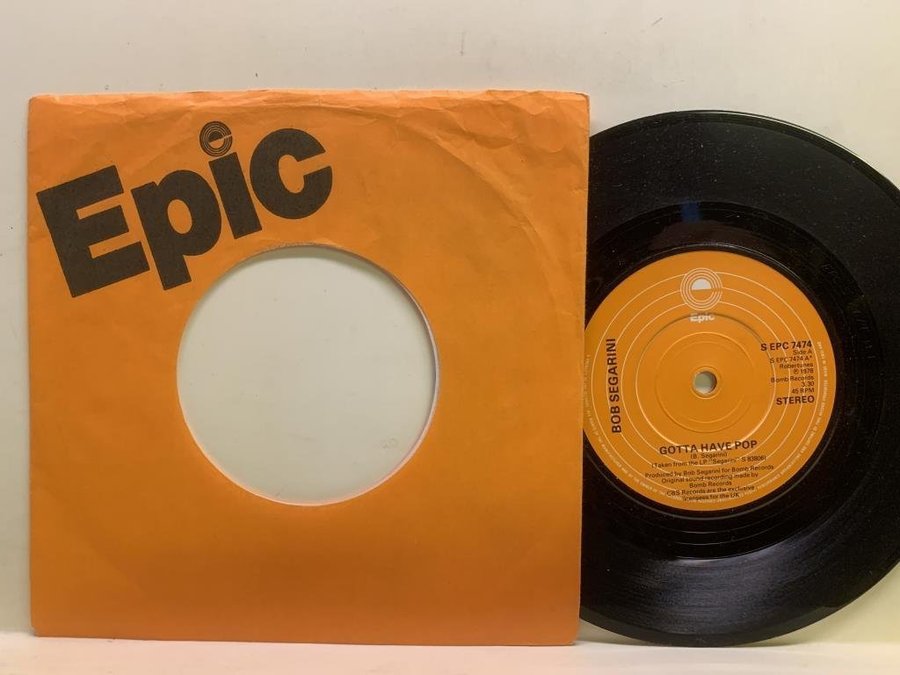 Epic
Epic
BOB SEGARINI
S EPC 7474
Side A
S EPC 7474 A*
Robertunes
℗ 1978
Bomb Records
3.30
45 RPM
STEREO
GOTTA HAVE POP
(B. Segarini)
(Taken from the LP "Segarini" S 83806)
Produced by Bob Segarini for Bomb Records
Original sound recording made by
Bomb Records
CBS Records are the exclusive
licensees for the UK